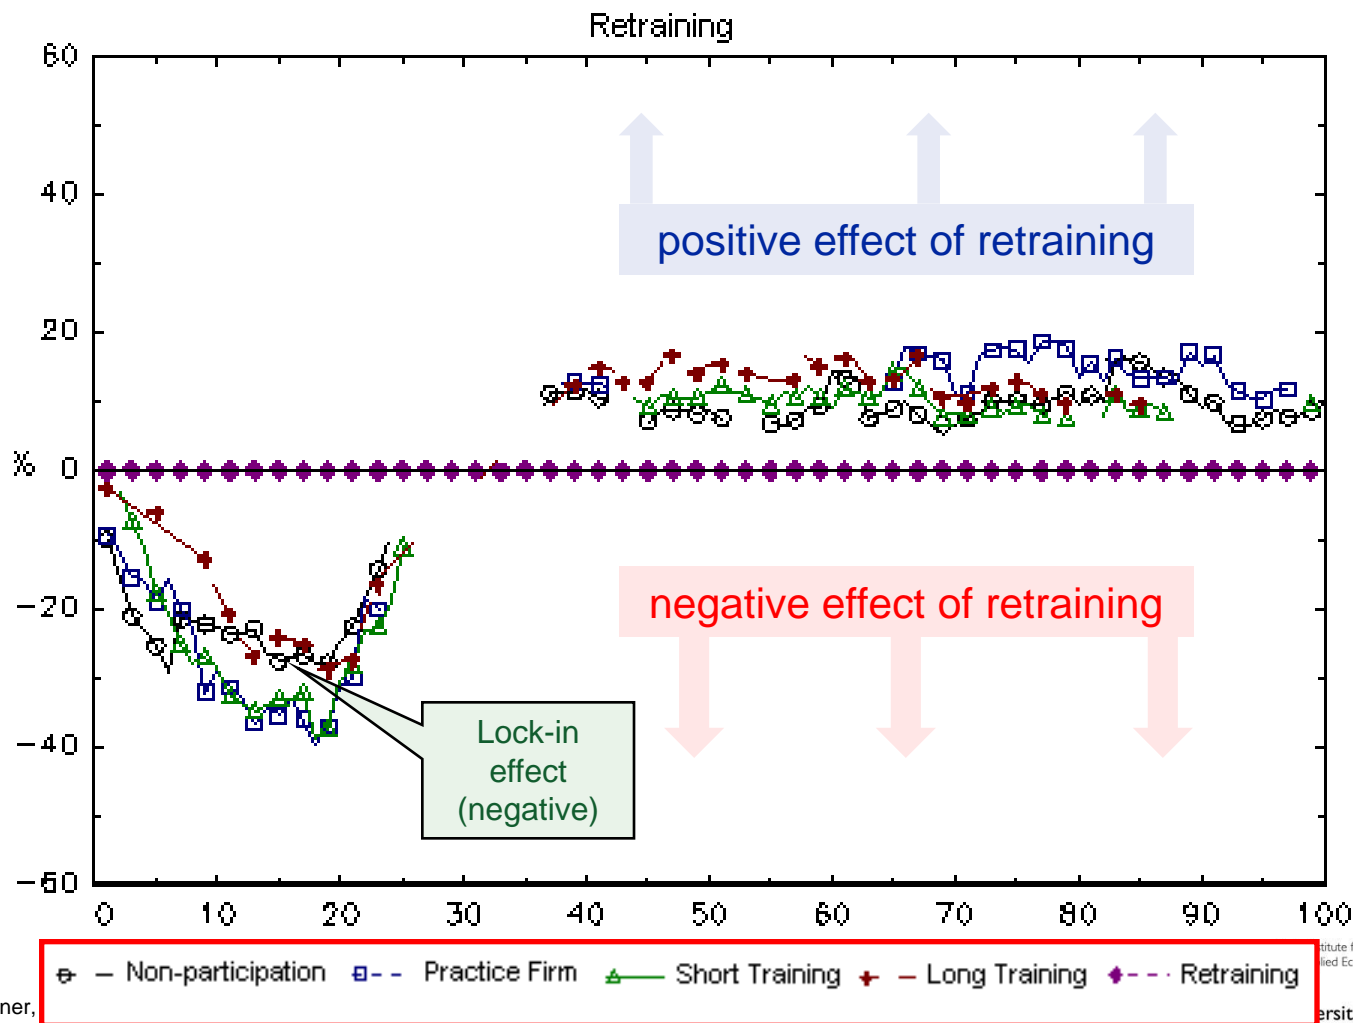 Retraining
60
40
20
% 0
-20
-40
-60
0 10 20 30 40 50 60 70 80 90 100
positive effect of retraining
negative effect of retraining
Lock-in
effect
(negative)
Non-participation Practice Firm Short Training Long Training Retraining